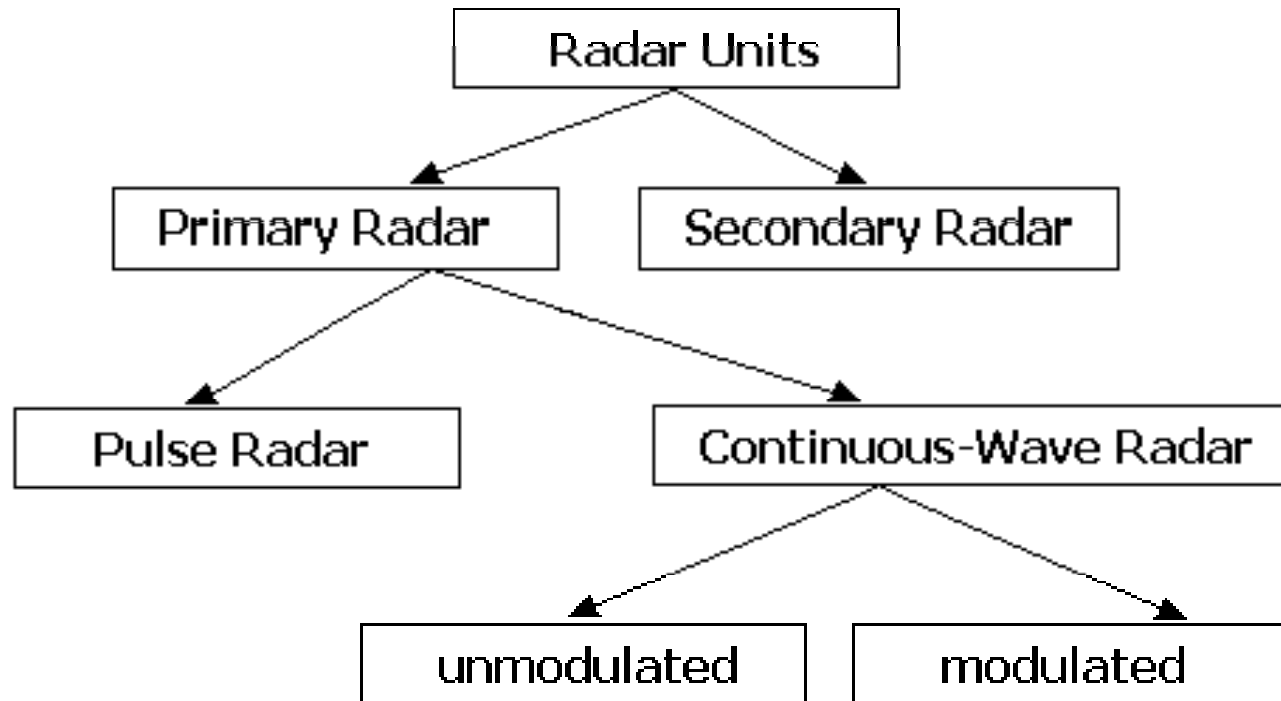 Radar Units
Primary Radar
Secondary Radar
Pulse Radar
Continuous-Wave Radar
unmodulated
modulated